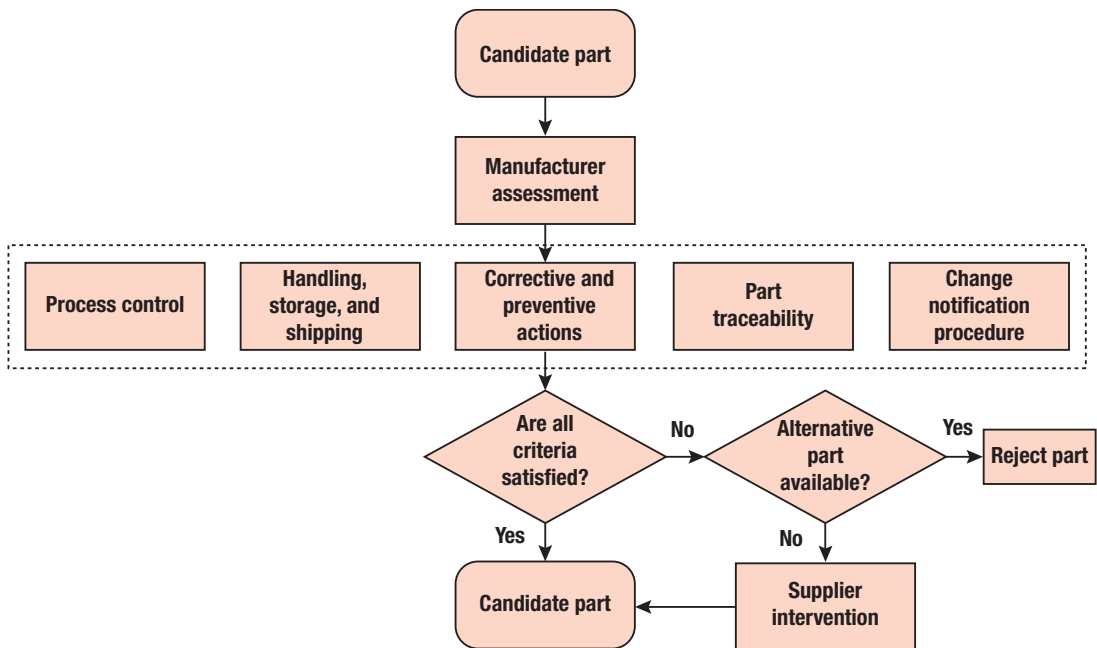 Candidate part
Manufacturer
assessment
Process control
Handling,
storage, and
shipping
Corrective and
preventive
actions
Part
traceability
Change
notification
procedure
Are all
criteria
satisfied?
No
Alternative
part
available?
Yes
Reject part
Yes
No
Candidate part
Supplier
intervention